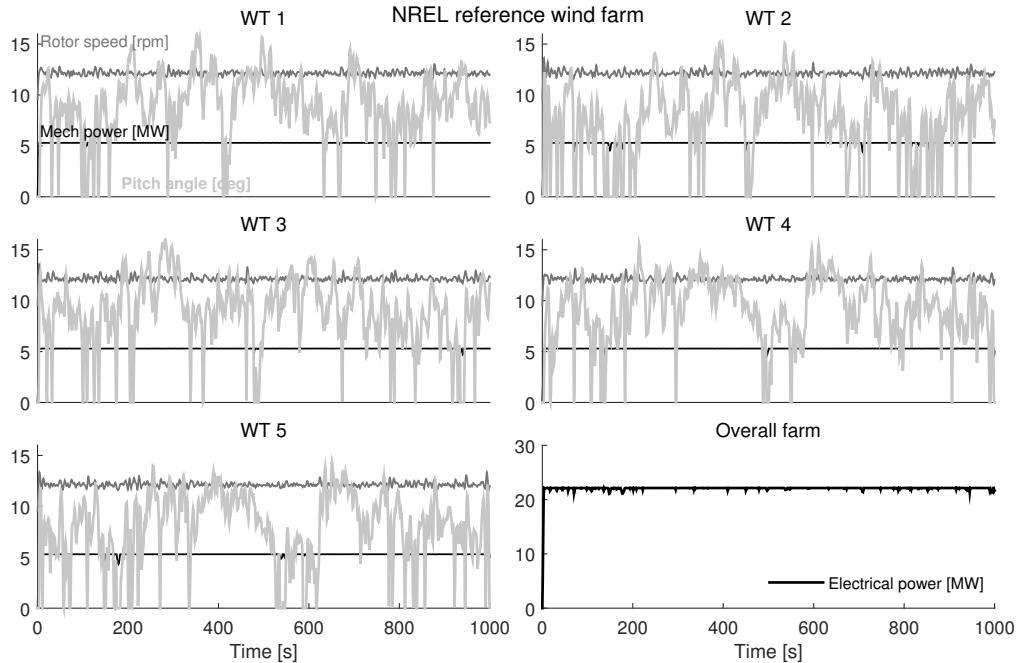 NREL reference wind farm
WT 1
WT 2
15
10
5
0
Rotor speed [rpm]
Mech power [MW]
Pitch angle [deg]
15
10
5
0
WT 3
WT 4
15
10
5
0
15
10
5
0
WT 5
Overall farm
15
10
5
0
0
200
400
600
800
1000
Time [s]
30
20
10
0
Electrical power [MW]
0
200
400
600
800
1000
Time [s]